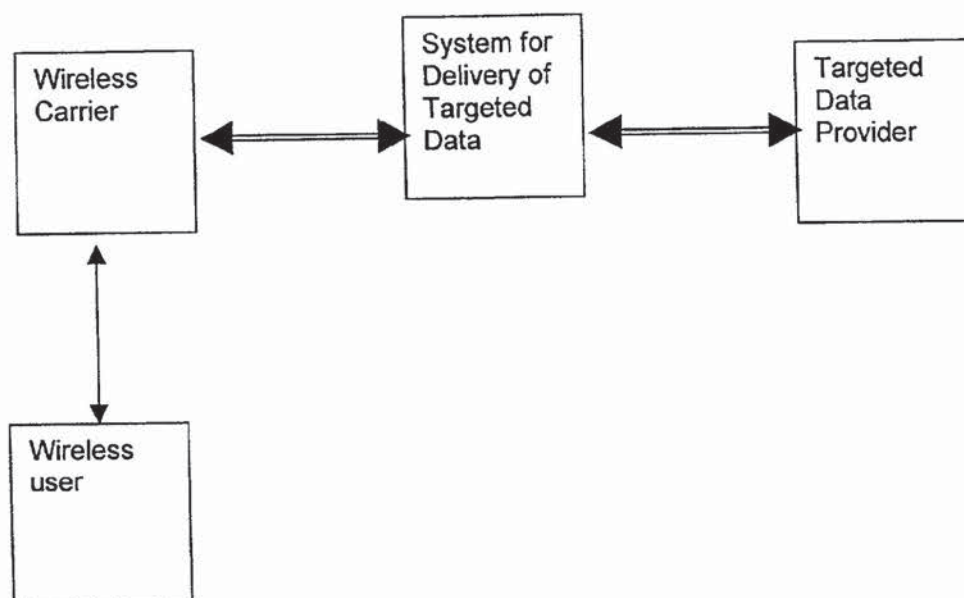 Wireless
Carrier
System for
Delivery of
Targeted
Data
Targeted
Data
Provider
Wireless
user